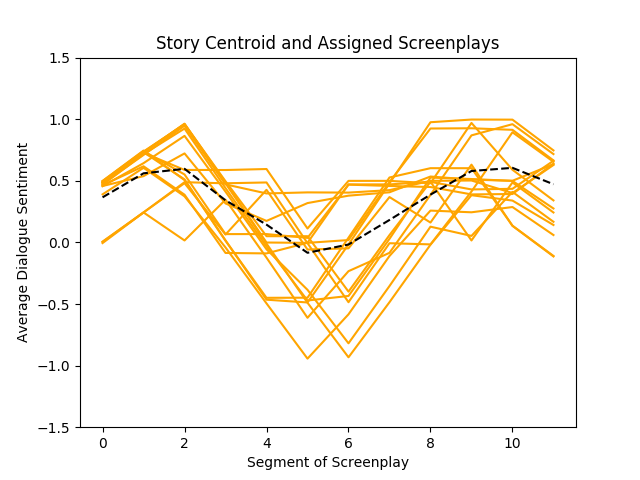 Story Centroid and Assigned Screenplays
1.5
1.0
0.5
0.0
−0.5
−1.0
−1.5
Average Dialogue Sentiment
0 2 4 6 8 10
Segment of Screenplay